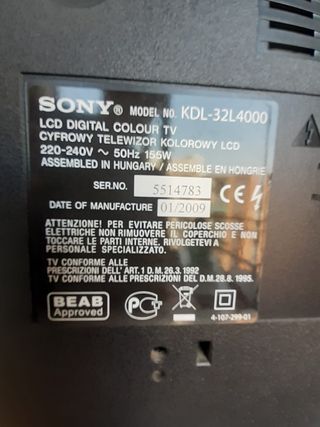 SONY® MODEL NO. KDL-32L4000
LCD DIGITAL COLOUR TV
CYFROWY TELEWIZOR KOLOROWY LCD
220-240V ~ 50Hz 155W
ASSEMBLED IN HUNGARY / ASSEMBLE EN HONGRIE
SER.NO. 5514783
CE
DATE OF MANUFACTURE 01/2009
ATTENZIONE! PER EVITARE PERICOLOSE SCOSSE
ELETTRICHE NON RIMUOVERE IL COPERCHIO E NON
TOCCARE LE PARTI INTERNE. RIVOLGETEVI A
PERSONALE SPECIALIZZATO.
TV CONFORME ALLE
PRESCRIZIONI DELL'ART.1 D.M. 26.3.1992
TV CONFORME ALLE PRESCRIZIONI DEL D.M.28.8.1995.
BEAB
Approved
4-107-299-01